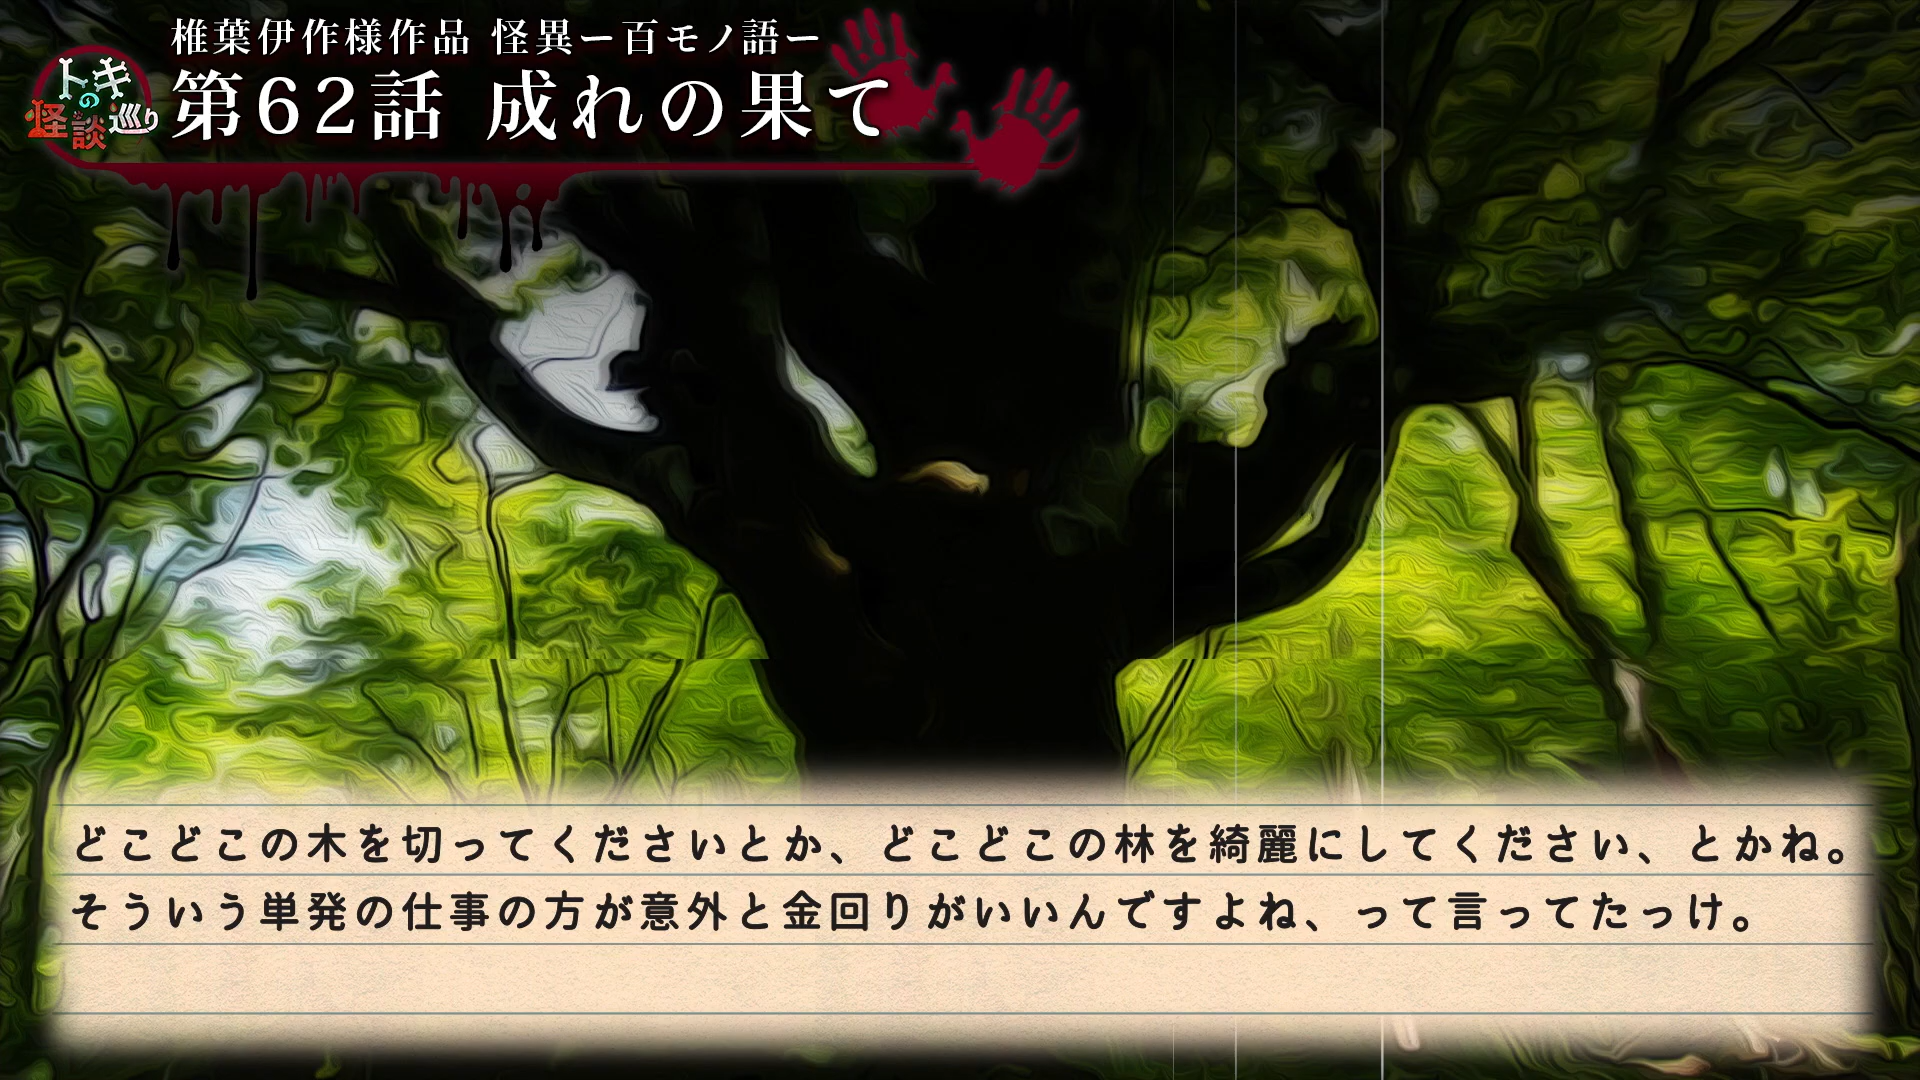 椎葉伊作様作品 怪異ー百モノ語ー
トキの怪談巡り
第62話 成れの果て
どこどこの木を切ってくださいとか、どこどこの林を綺麗にしてください、とかね。
そういう単発の仕事の方が意外と金回りがいいんですよね、って言ってたっけ。